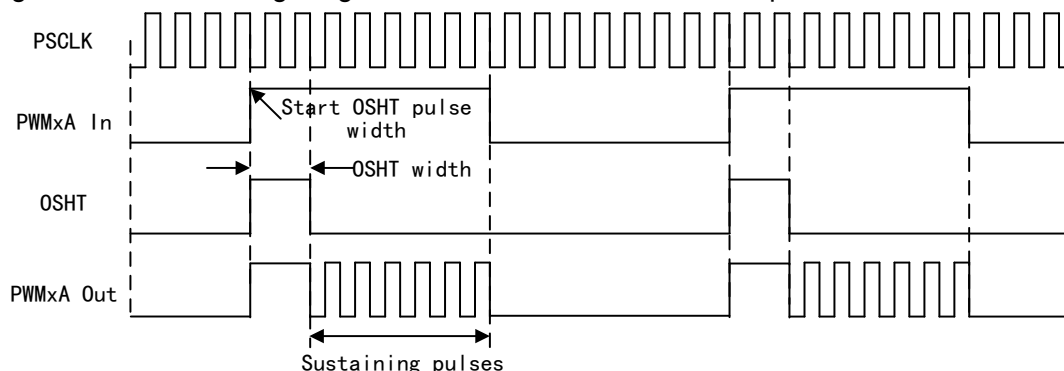 PSCLK
PWMxA In
Start OSHT pulse
width
OSHT width
OSHT
PWMxA Out
Sustaining pulses